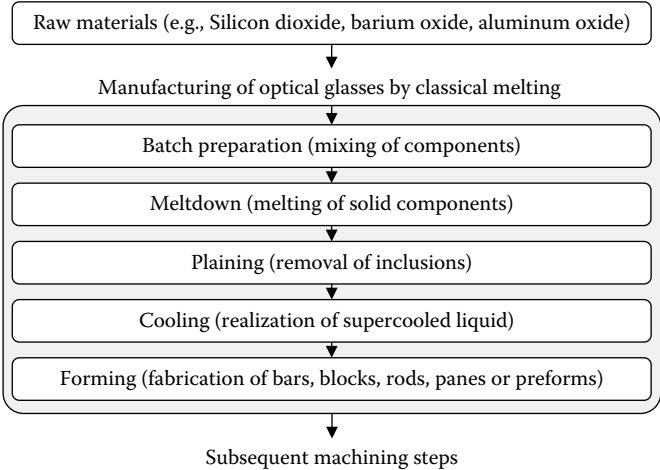 Raw materials (e.g., Silicon dioxide, barium oxide, aluminum oxide)
Manufacturing of optical glasses by classical melting
Batch preparation (mixing of components)
Meltdown (melting of solid components)
Plaining (removal of inclusions)
Cooling (realization of supercooled liquid)
Forming (fabrication of bars, blocks, rods, panes or preforms)
Subsequent machining steps